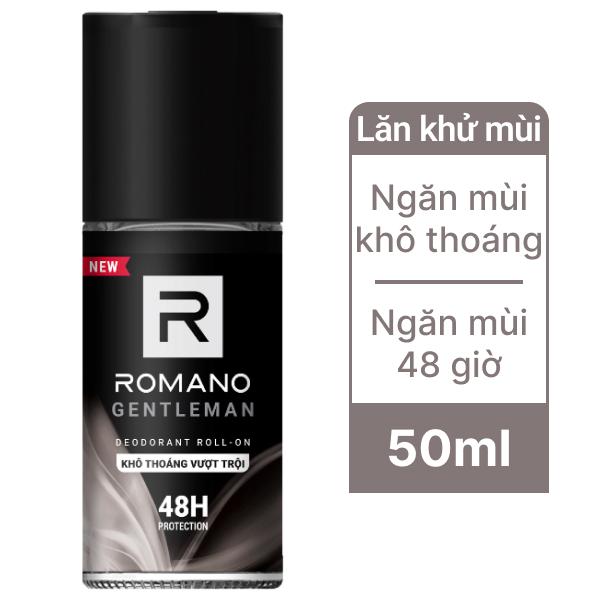 NEW
R
ROMANO
GENTLEMAN
DEODORANT ROLL-ON
KHÔ THOÁNG VƯỢT TRỘI
48H
PROTECTION
Lăn khử mùi
Ngăn mùi
khô thoáng
Ngăn mùi
48 giờ
50ml